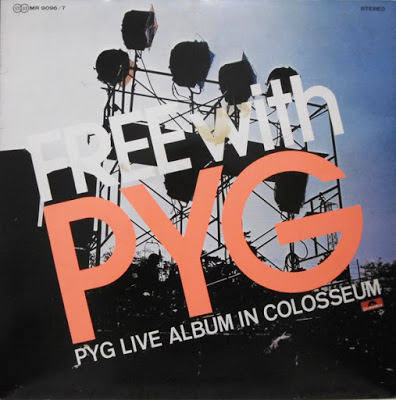 MR 9096/7
STEREO
FREE with
PYG
PYG LIVE ALBUM IN COLOSSEUM